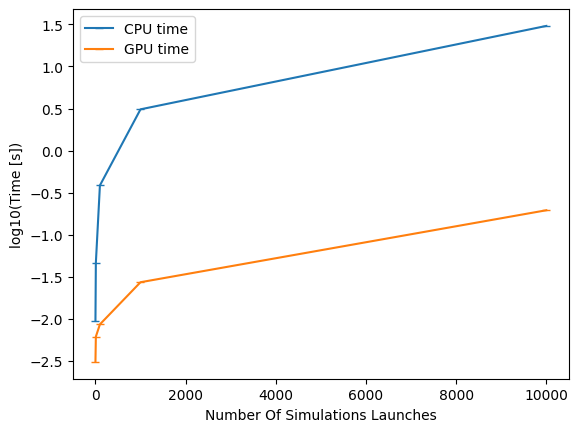 CPU time
GPU time
1.5
1.0
0.5
0.0
−0.5
−1.0
−1.5
−2.0
−2.5
log10(Time [s])
0 2000 4000 6000 8000 10000
Number Of Simulations Launches